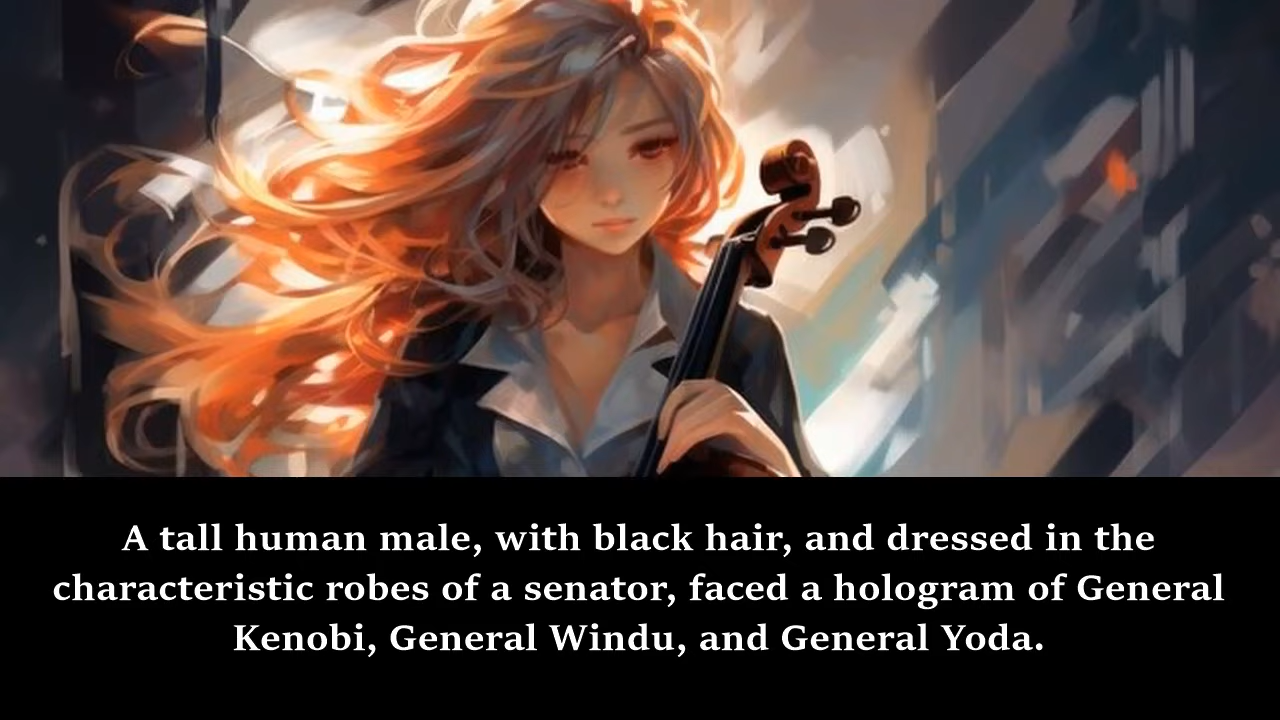 A tall human male, with black hair, and dressed in the
characteristic robes of a senator, faced a hologram of General
Kenobi, General Windu, and General Yoda.